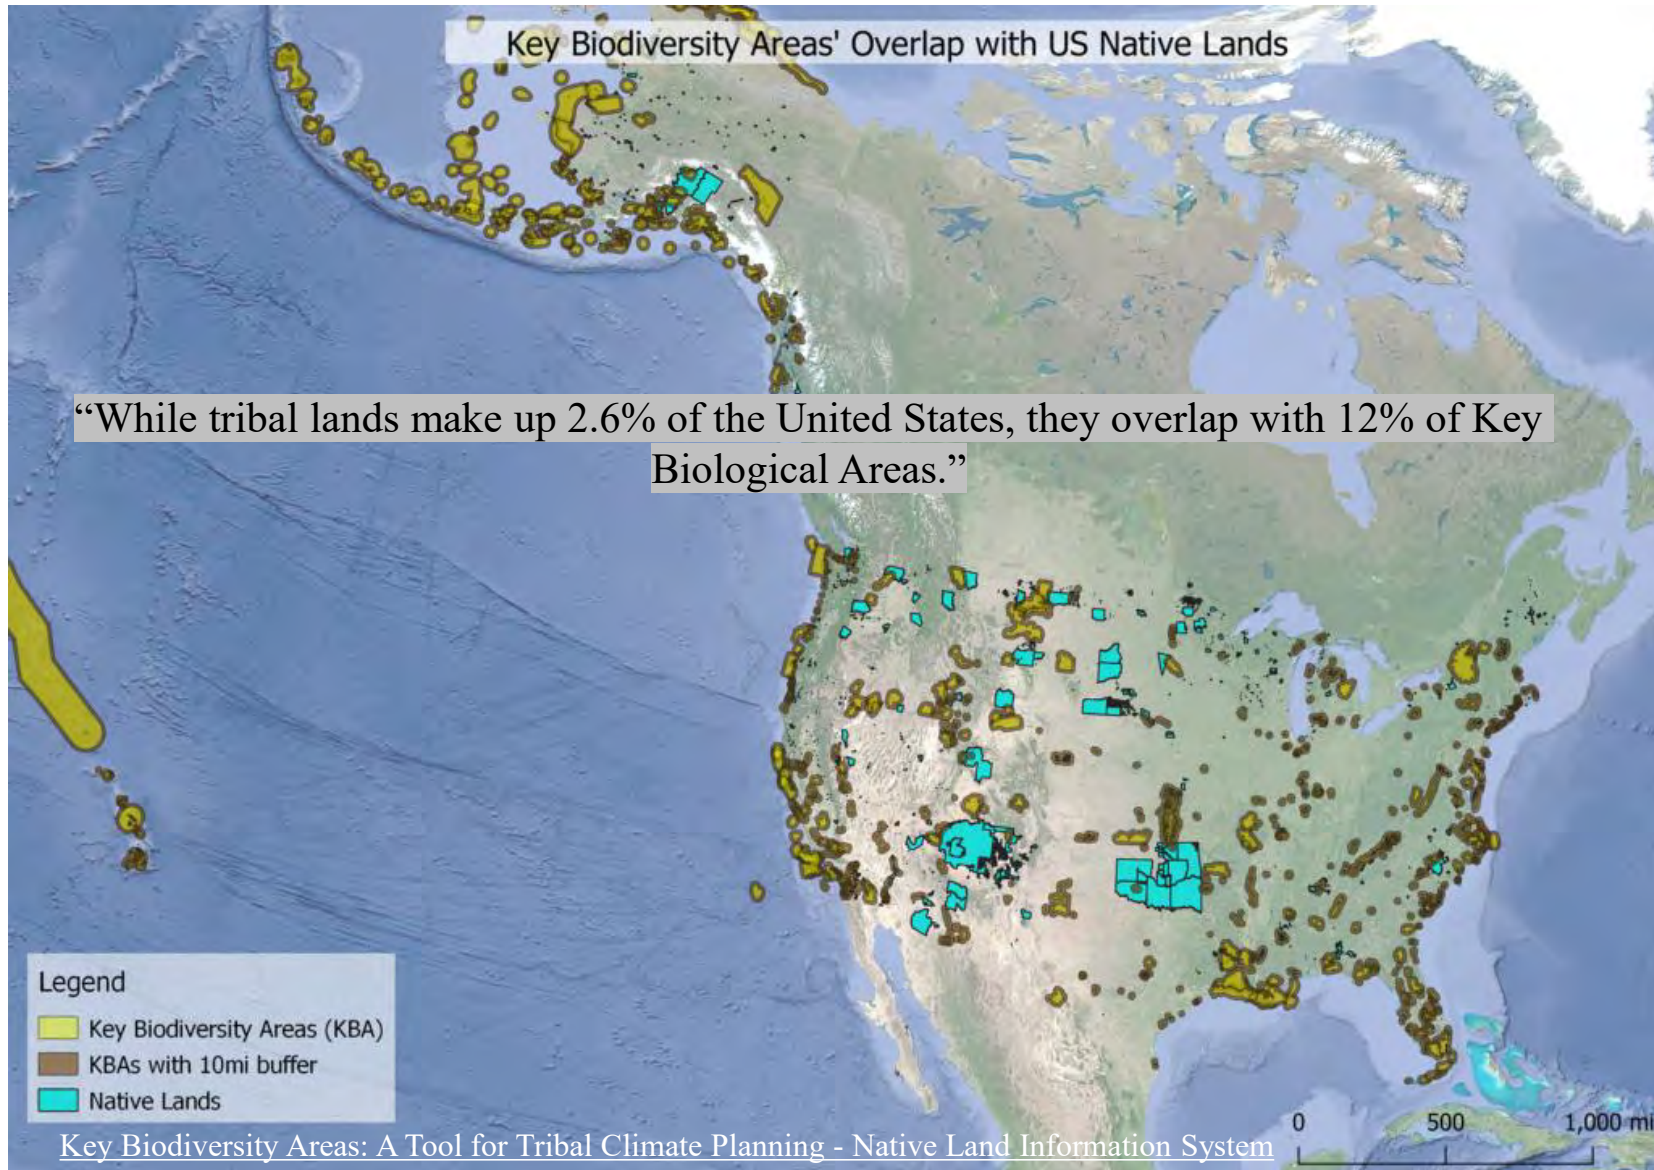 Key Biodiversity Areas' Overlap with US Native Lands
“While tribal lands make up 2.6% of the United States, they overlap with 12% of Key
Biological Areas.”
Legend
Key Biodiversity Areas (KBA)
KBAs with 10mi buffer
Native Lands
0 500 1,000 mi
Key Biodiversity Areas: A Tool for Tribal Climate Planning - Native Land Information System